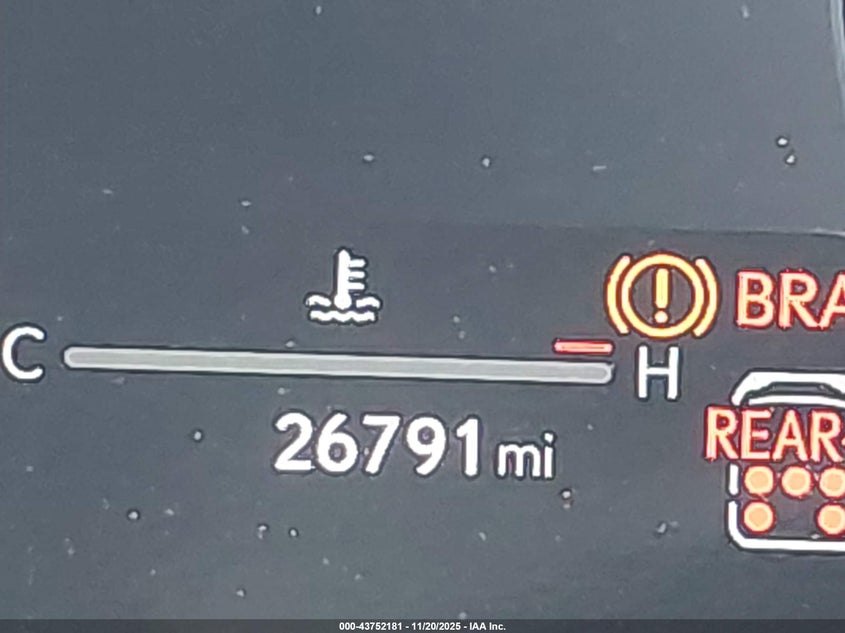 BRA
C
H
26791 mi
REAR-
000-43752181 - 11/20/2025 - IAA Inc.